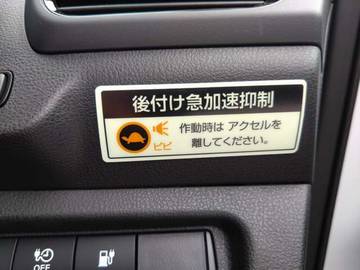 後付け急加速抑制
ピピ
作動時は アクセルを
離してください。
OFF